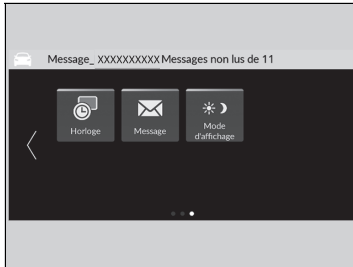 Message_ XXXXXXXXXX Messages non lus de 11
Horloge
Message
Mode
d'affichage